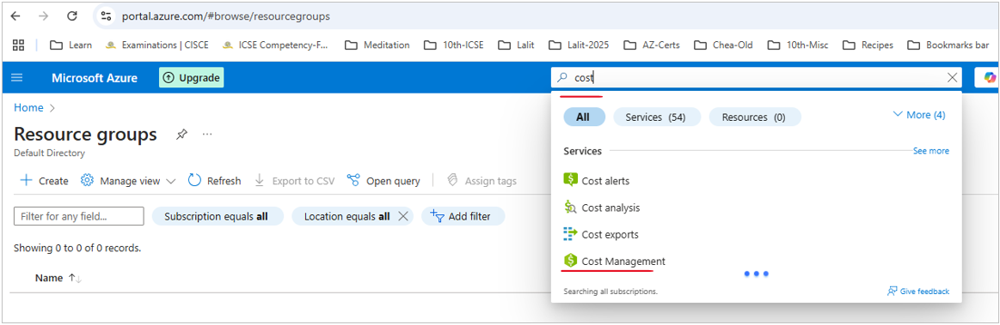 portal.azure.com/#browse/resourcegroups
Learn Examinations | CISCE ICSE Competency-F... Meditation 10th-ICSE Lalit Lalit-2025 AZ-Certs Chea-Old 10th-Misc Recipes Bookmarks bar
Microsoft Azure Upgrade cost
Home
All Services (54) Resources (0) More (4)
Resource groups ...
Default Directory
Services See more
Create Manage view Refresh Export to CSV Open query Assign tags
Cost alerts
Filter for any field... Subscription equals all Location equals all Add filter
Cost analysis
Cost exports
Showing 0 to 0 of 0 records.
Cost Management
Name
Searching all subscriptions. Give feedback